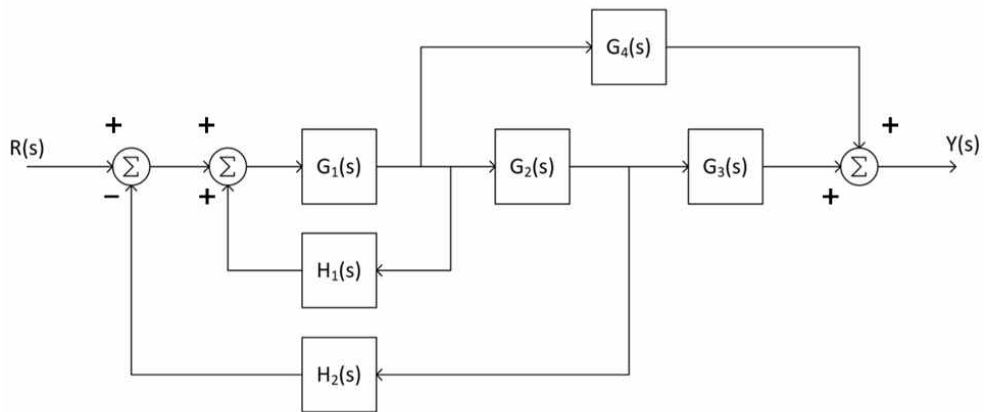 G₄(s)
+ + +
R(s) Σ Σ G₁(s) G₂(s) G₃(s) Σ Y(s)
− + +
H₁(s)
H₂(s)